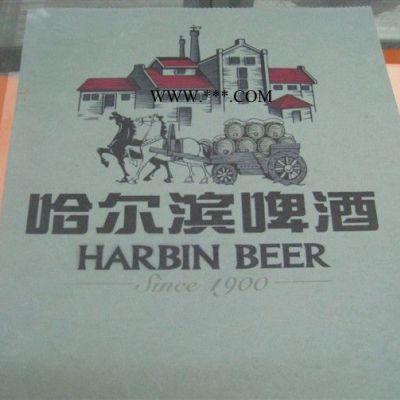 WWW.***.COM
哈尔滨啤酒
HARBIN BEER
Since 1900